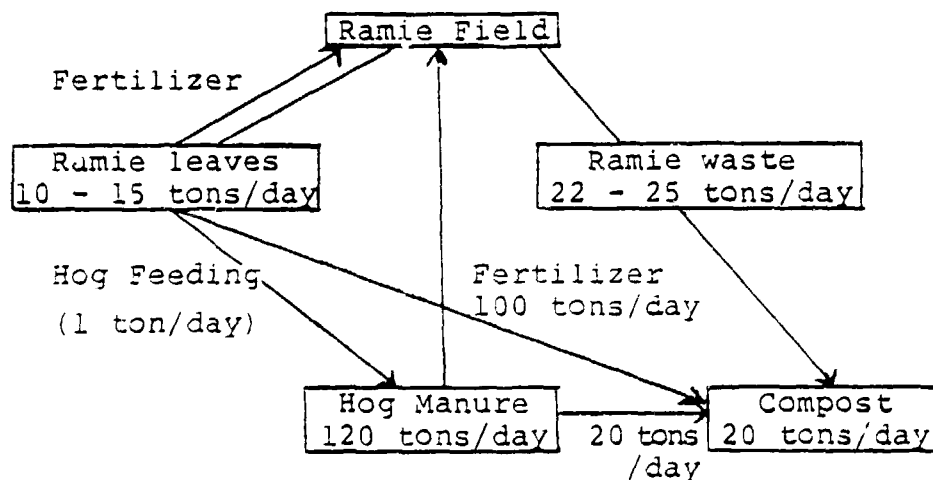 Ramie Field
Fertilizer
Ramie leaves
10 - 15 tons/day
Ramie waste
22 - 25 tons/day
Hog Feeding
(1 ton/day)
Fertilizer
100 tons/day
Hog Manure
120 tons/day
20 tons
/day
Compost
20 tons/day